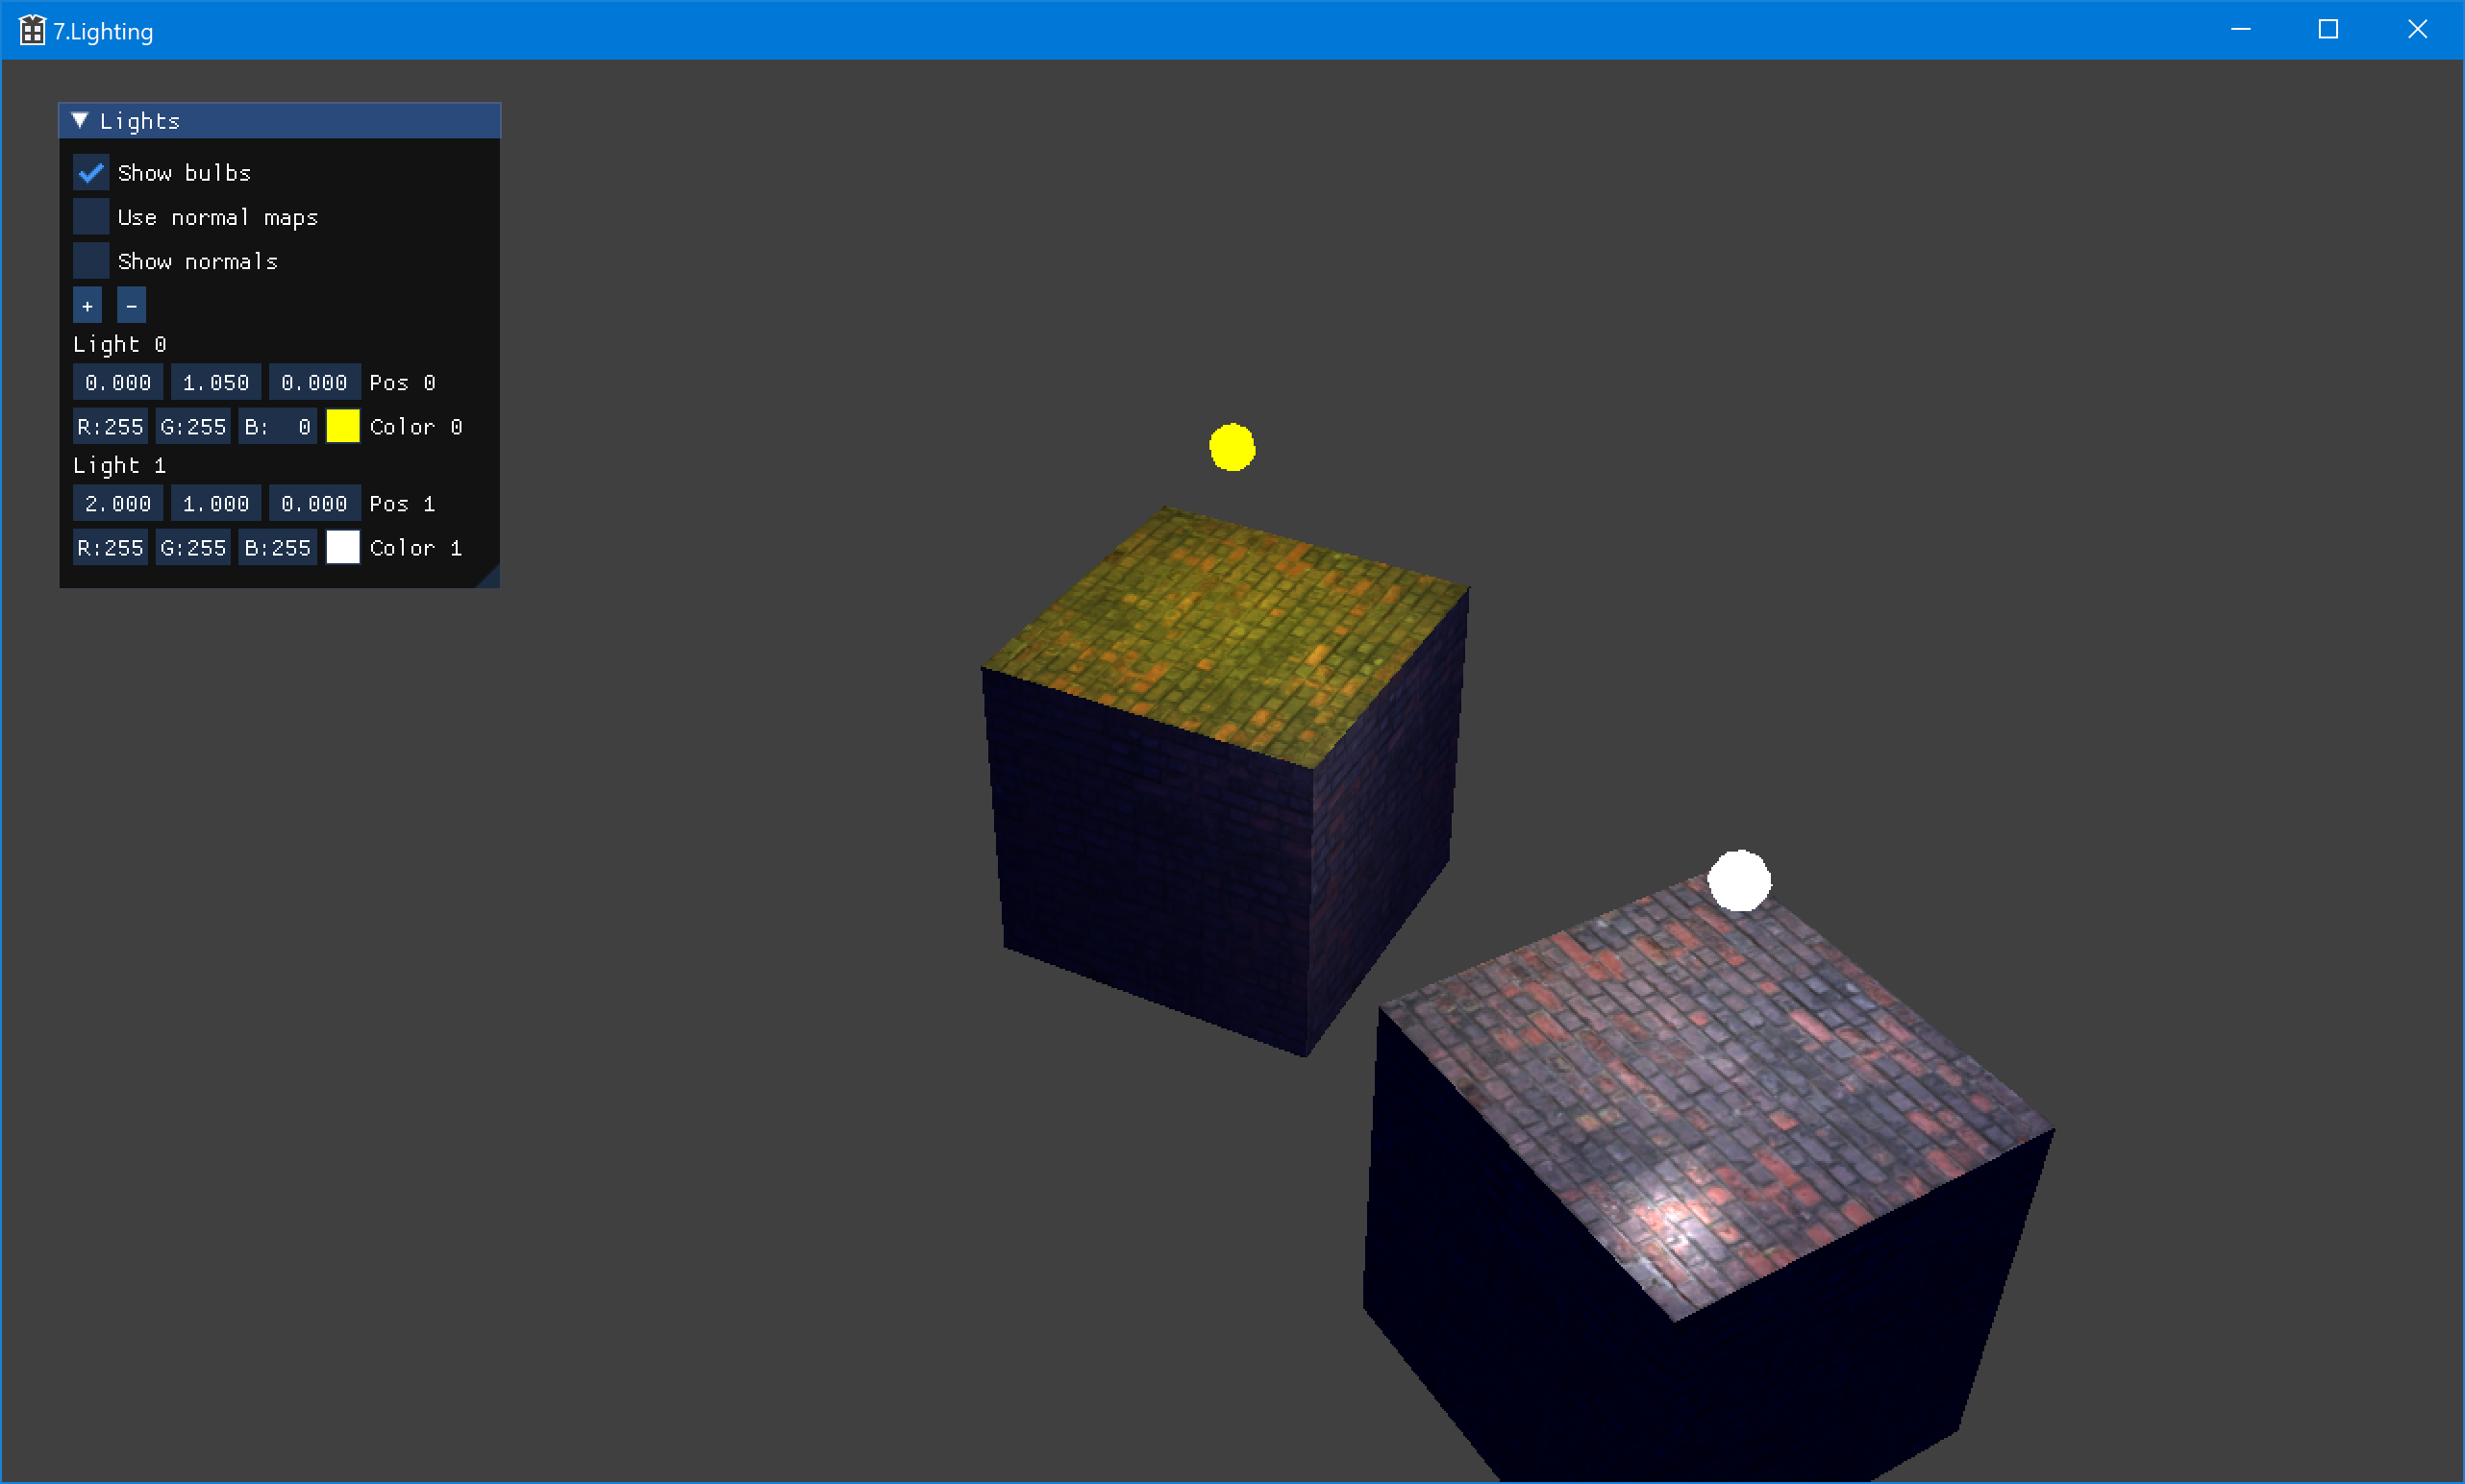 7.Lighting
Lights
Show bulbs
Use normal maps
Show normals
+ -
Light 0
0.000 1.050 0.000 Pos 0
R:255 G:255 B: 0 Color 0
Light 1
2.000 1.000 0.000 Pos 1
R:255 G:255 B:255 Color 1